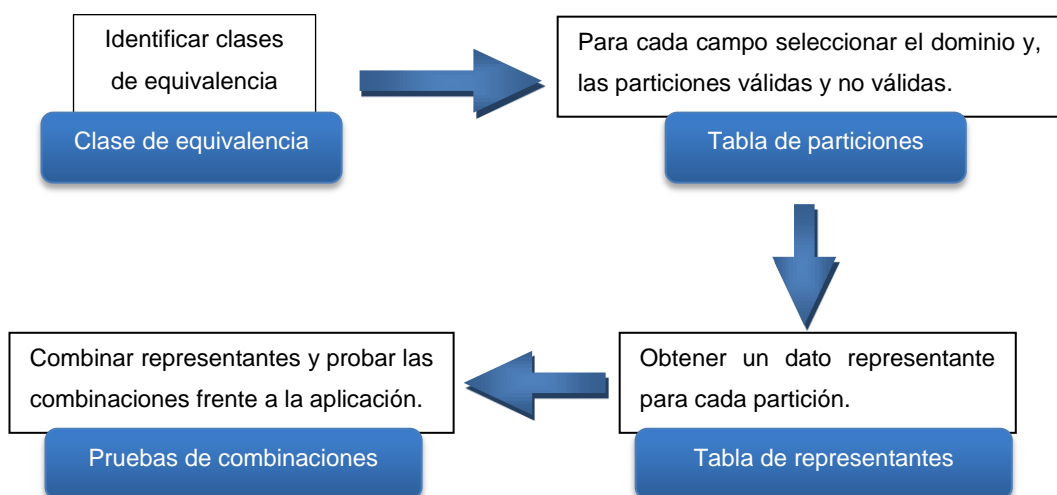 Identificar clases
de equivalencia
Clase de equivalencia
Para cada campo seleccionar el dominio y,
las particiones válidas y no válidas.
Tabla de particiones
Obtener un dato representante
para cada partición.
Tabla de representantes
Combinar representantes y probar las
combinaciones frente a la aplicación.
Pruebas de combinaciones